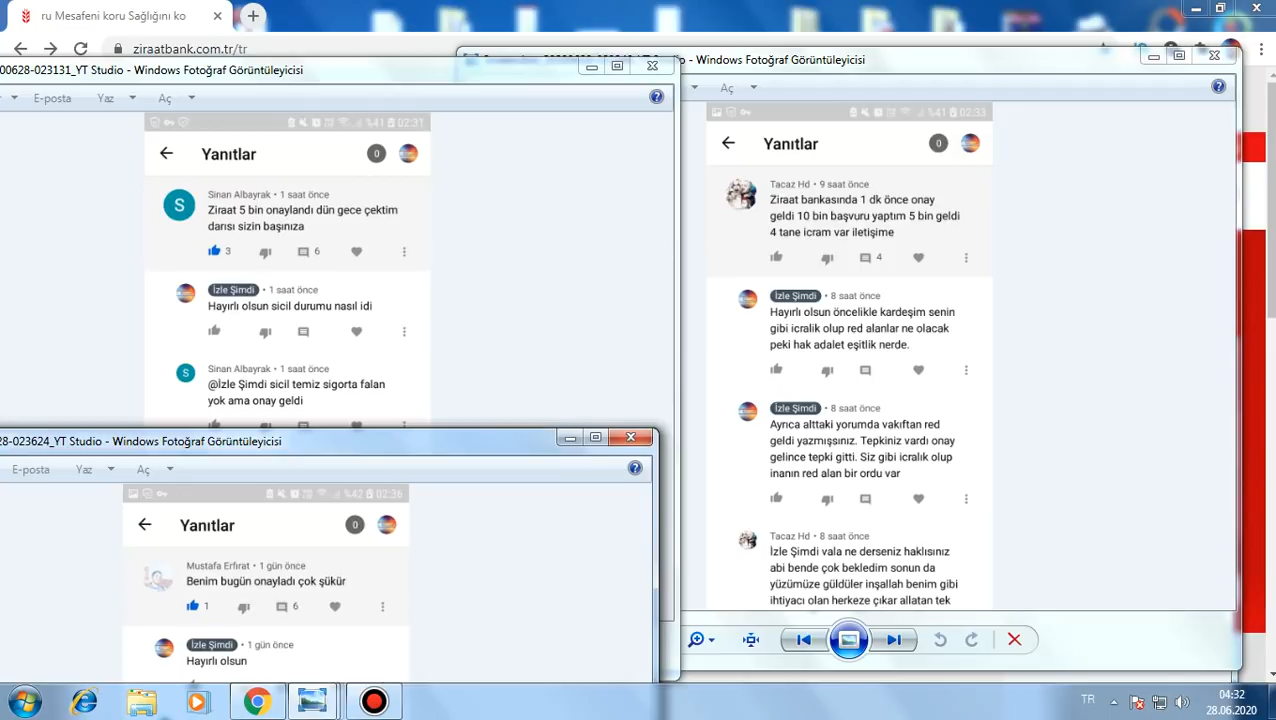 ru Mesafeni koru Sağlığını ko
ziraatbank.com.tr/tr
00628-023131_YT Studio - Windows Fotoğraf Görüntüleyicisi
E-posta Yaz Aç
%41 02:31
Yanıtlar
0
S
Sinan Albayrak • 1 saat önce
Ziraat 5 bin onaylandı dün gece çektim
darısı sizin başınıza
3 6
İzle Şimdi • 1 saat önce
Hayırlı olsun sicil durumu nasıl idi
S
Sinan Albayrak • 1 saat önce
@İzle Şimdi sicil temiz sigorta falan
yok ama onay geldi
- Windows Fotoğraf Görüntüleyicisi
Aç
%41 02:33
Yanıtlar
0
Tacaz Hd • 9 saat önce
Ziraat bankasında 1 dk önce onay
geldi 10 bin başvuru yaptım 5 bin geldi
4 tane icram var iletişime
4
İzle Şimdi • 8 saat önce
Hayırlı olsun öncelikle kardeşim senin
gibi icralik olup red alanlar ne olacak
peki hak adalet eşitlik nerde.
İzle Şimdi • 8 saat önce
Ayrıca alttaki yorumda vakıftan red
geldi yazmışsınız. Tepkiniz vardı onay
gelince tepki gitti. Siz gibi icralık olup
inanın red alan bir ordu var
Tacaz Hd • 8 saat önce
İzle Şimdi vala ne derseniz haklısınız
abi bende çok bekledim sonun da
yüzümüze güldüler inşallah benim gibi
ihtiyacı olan herkeze çıkar allatan tek
28-023624_YT Studio - Windows Fotoğraf Görüntüleyicisi
E-posta Yaz Aç
%42 02:36
Yanıtlar
0
Mustafa Erfırat • 1 gün önce
Benim bugün onayladı çok şükür
1 6
İzle Şimdi • 1 gün önce
Hayırlı olsun
TR
04:32
28.06.2020